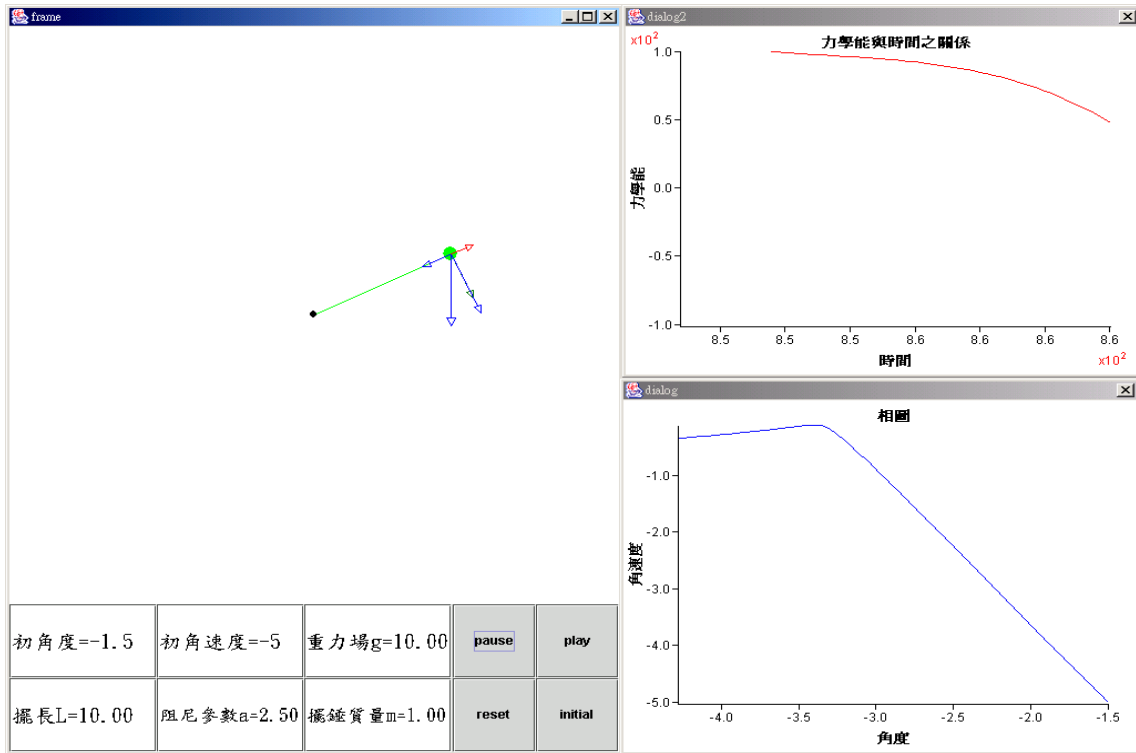 frame
初角度=-1.5
初角速度=-5
重力場g=10.00
pause
play
擺長L=10.00
阻尼參數a=2.50
擺錘質量m=1.00
reset
initial
dialog2
力學能與時間之關係
x10²
1.0
0.5
0.0
-0.5
-1.0
力學能
8.5 8.5 8.5 8.6 8.6 8.6 8.6
時間
x10²
dialog
相圖
-1.0
-2.0
-3.0
-4.0
-5.0
角速度
-4.0 -3.5 -3.0 -2.5 -2.0 -1.5
角度